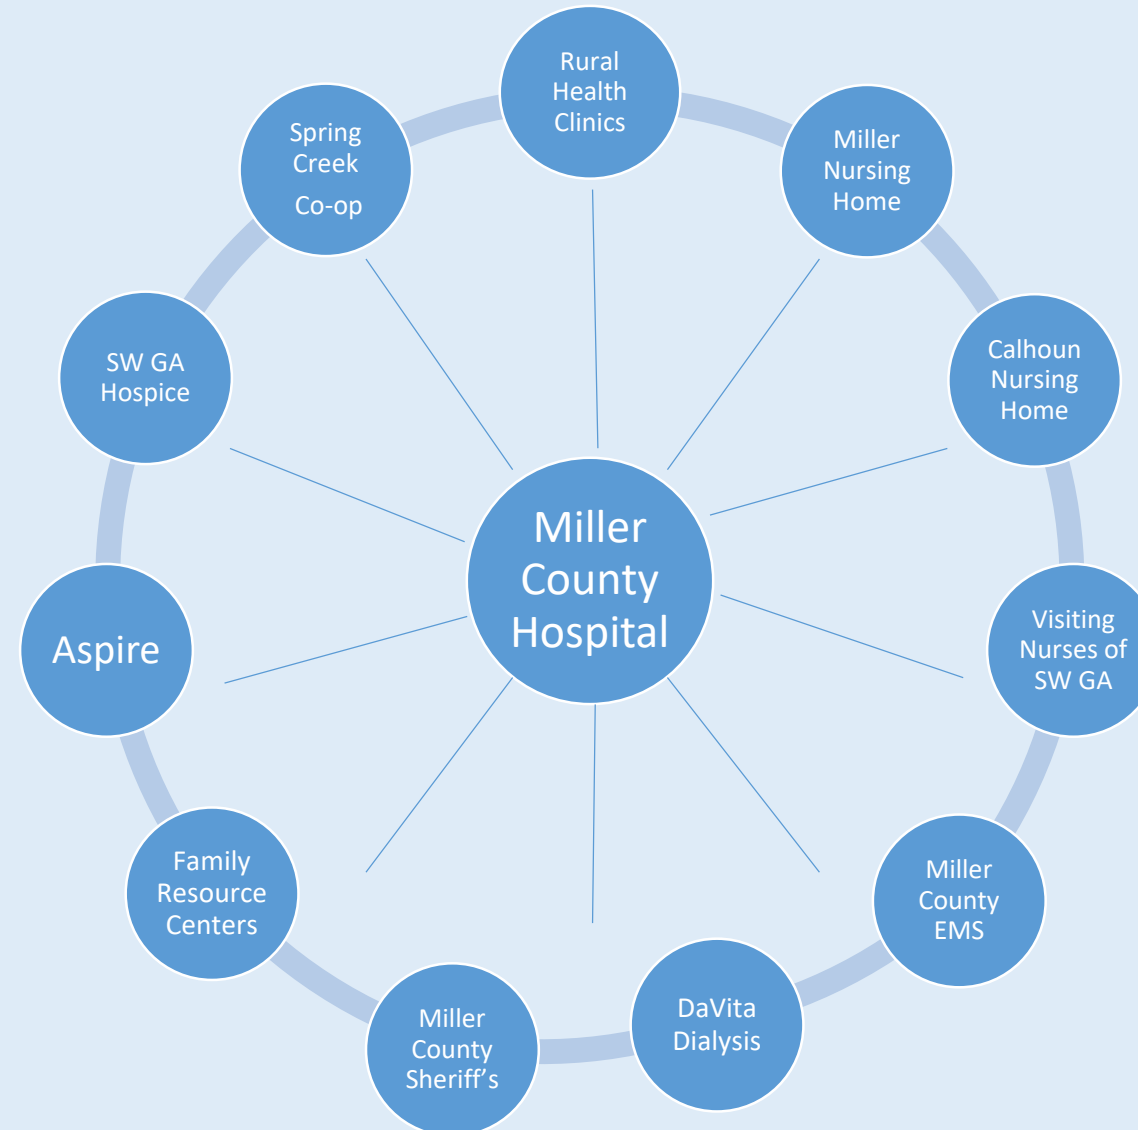 Rural
Health
Clinics
Miller
Nursing
Home
Calhoun
Nursing
Home
Visiting
Nurses of
SW GA
Miller
County
EMS
DaVita
Dialysis
Miller
County
Sheriff’s
Family
Resource
Centers
Aspire
SW GA
Hospice
Spring
Creek
Co-op
Miller
County
Hospital